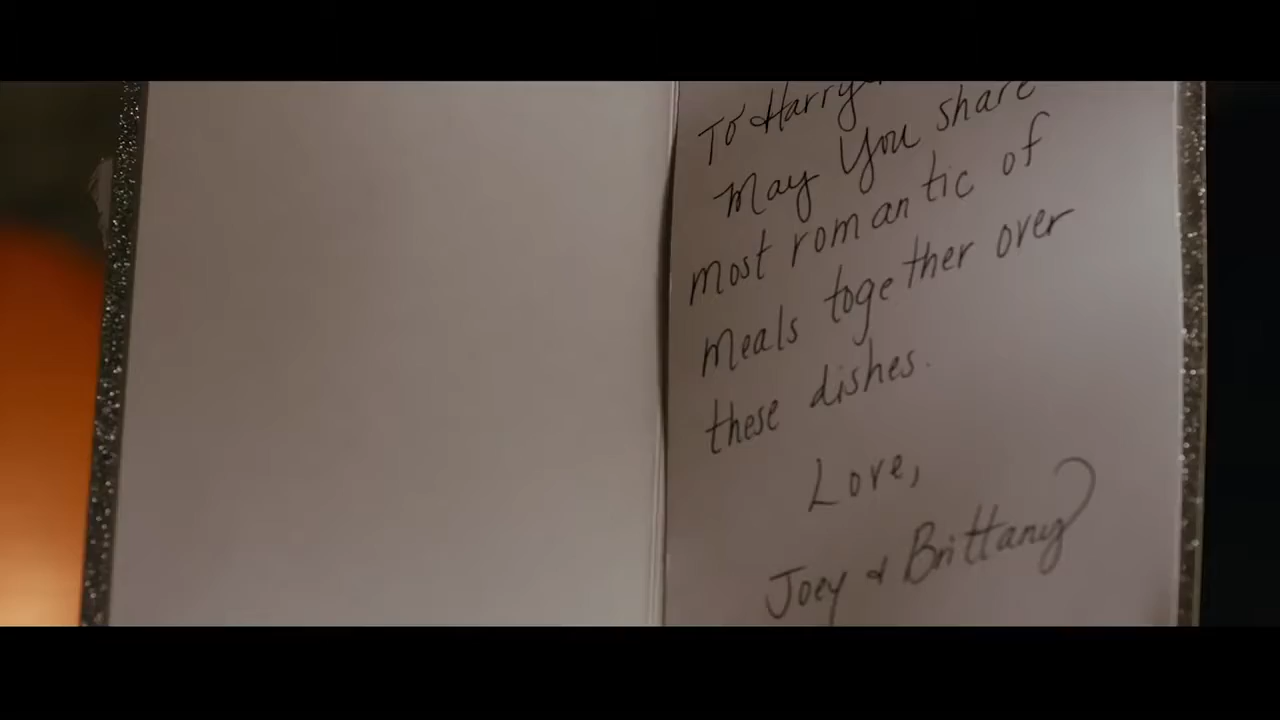 To Harry
May You share
most romantic of
meals together over
these dishes.
Love,
Joey & Brittany